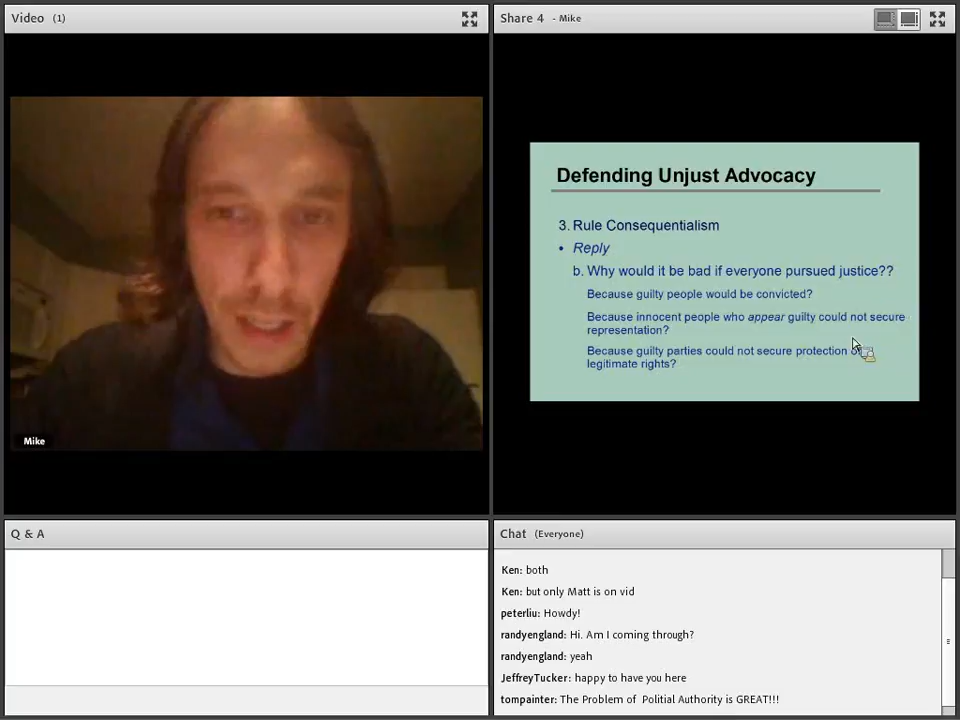 Video (1)
Mike
Share 4 - Mike
Defending Unjust Advocacy
3. Rule Consequentialism
• Reply
b. Why would it be bad if everyone pursued justice??
Because guilty people would be convicted?
Because innocent people who appear guilty could not secure
representation?
Because guilty parties could not secure protection
legitimate rights?
Q & A
Chat (Everyone)
Ken: both
Ken: but only Matt is on vid
peterliu: Howdy!
randyengland: Hi. Am I coming through?
randyengland: yeah
JeffreyTucker: happy to have you here
tompainter: The Problem of Politial Authority is GREAT!!!